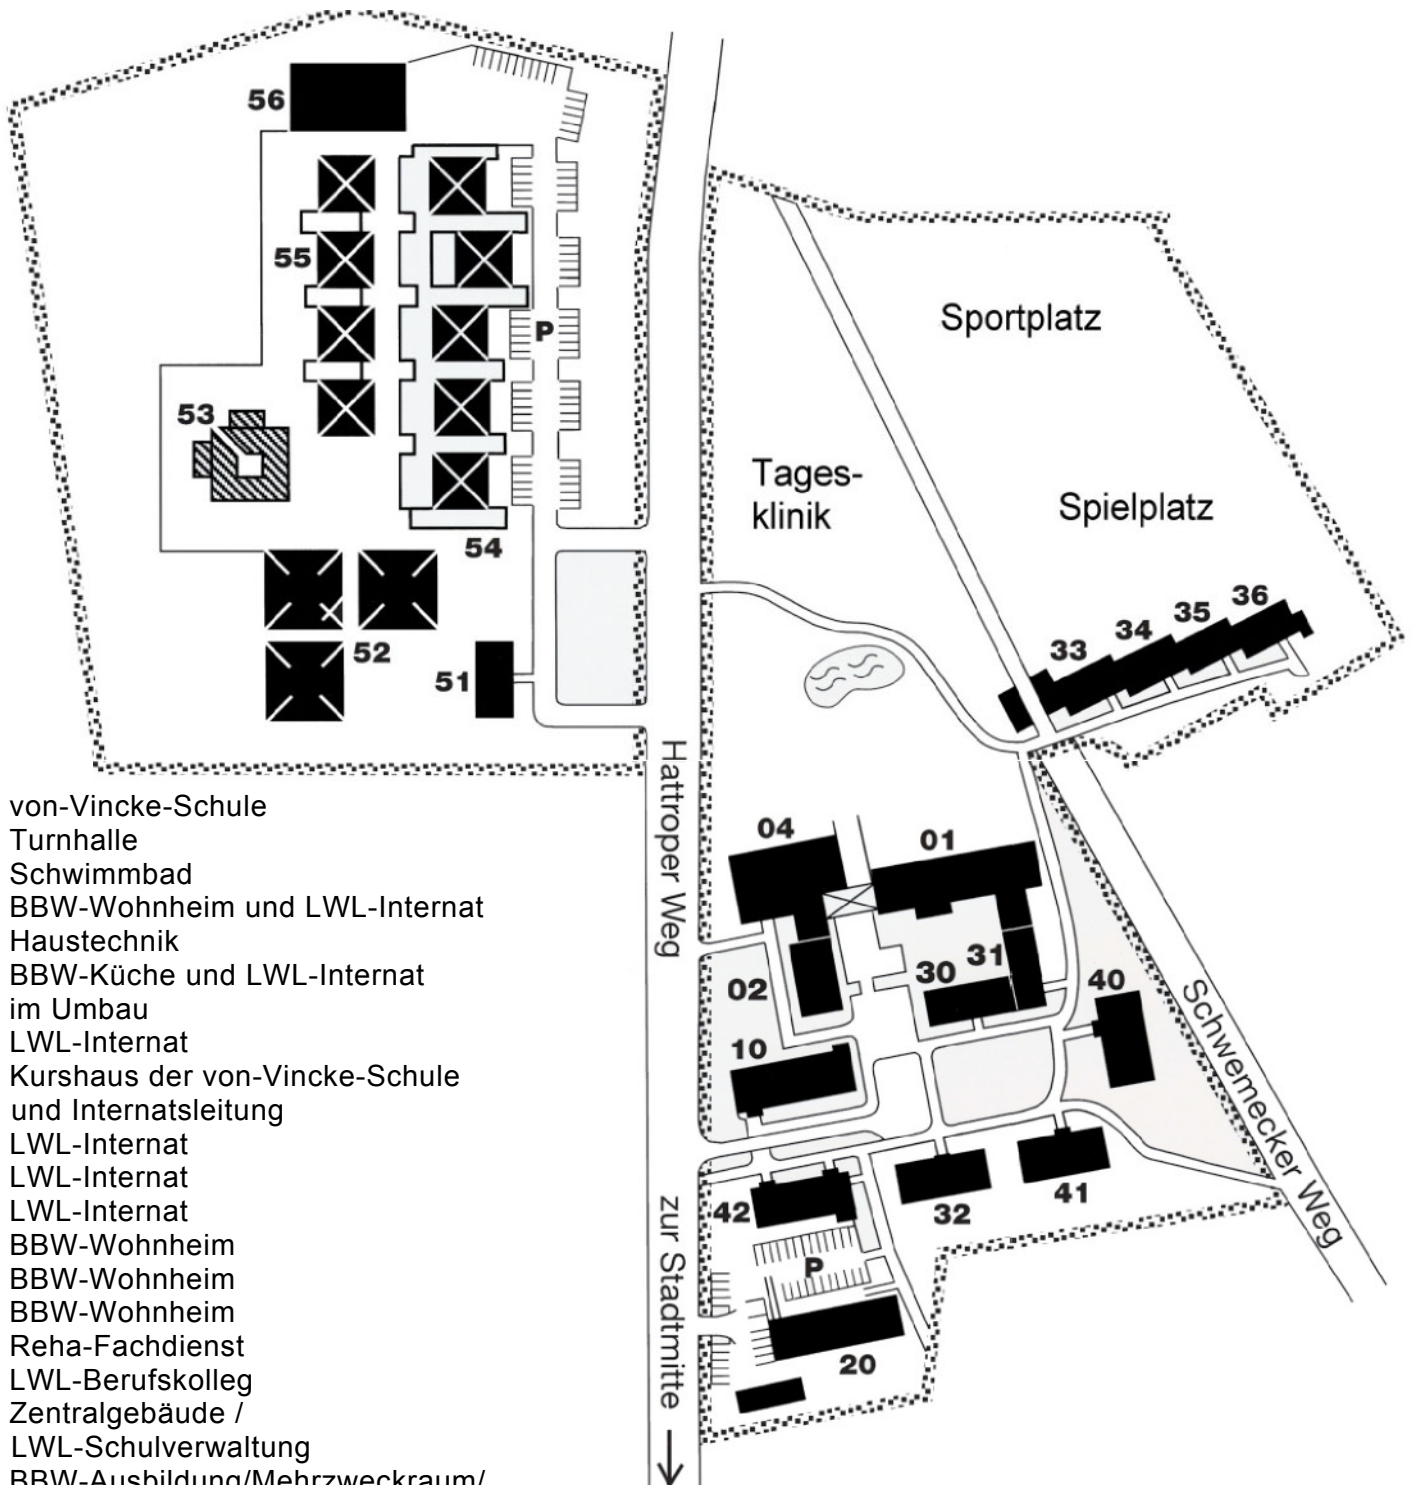 56
55
P
53
54
52
51
Sportplatz
Tages-
klinik
Spielplatz
36
35
34
33
Hattroper Weg
zur Stadtmitte
Schwemecker Weg
04
01
31
30
40
02
10
42
32
41
P
20
von-Vincke-Schule
Turnhalle
Schwimmbad
BBW-Wohnheim und LWL-Internat
Haustechnik
BBW-Küche und LWL-Internat
im Umbau
LWL-Internat
Kurshaus der von-Vincke-Schule
und Internatsleitung
LWL-Internat
LWL-Internat
LWL-Internat
BBW-Wohnheim
BBW-Wohnheim
BBW-Wohnheim
Reha-Fachdienst
LWL-Berufskolleg
Zentralgebäude /
LWL-Schulverwaltung
BBW-Ausbildung/Mehrzweckraum/